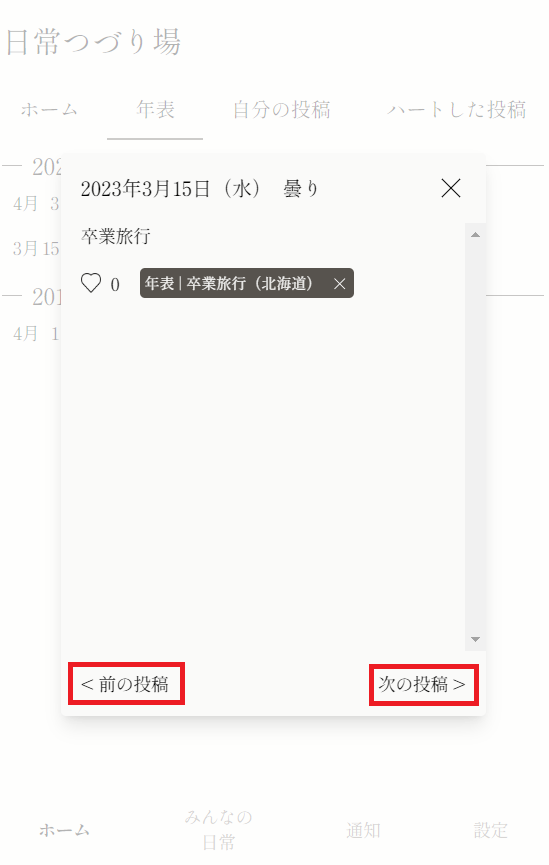 日常つづり場
ホーム 年表 自分の投稿 ハートした投稿
202
2023年3月15日（水） 曇り
4月 3
卒業旅行
3月 15
0 年表 | 卒業旅行（北海道） ×
201
4月 1
< 前の投稿 次の投稿 >
ホーム みんなの日常 通知 設定